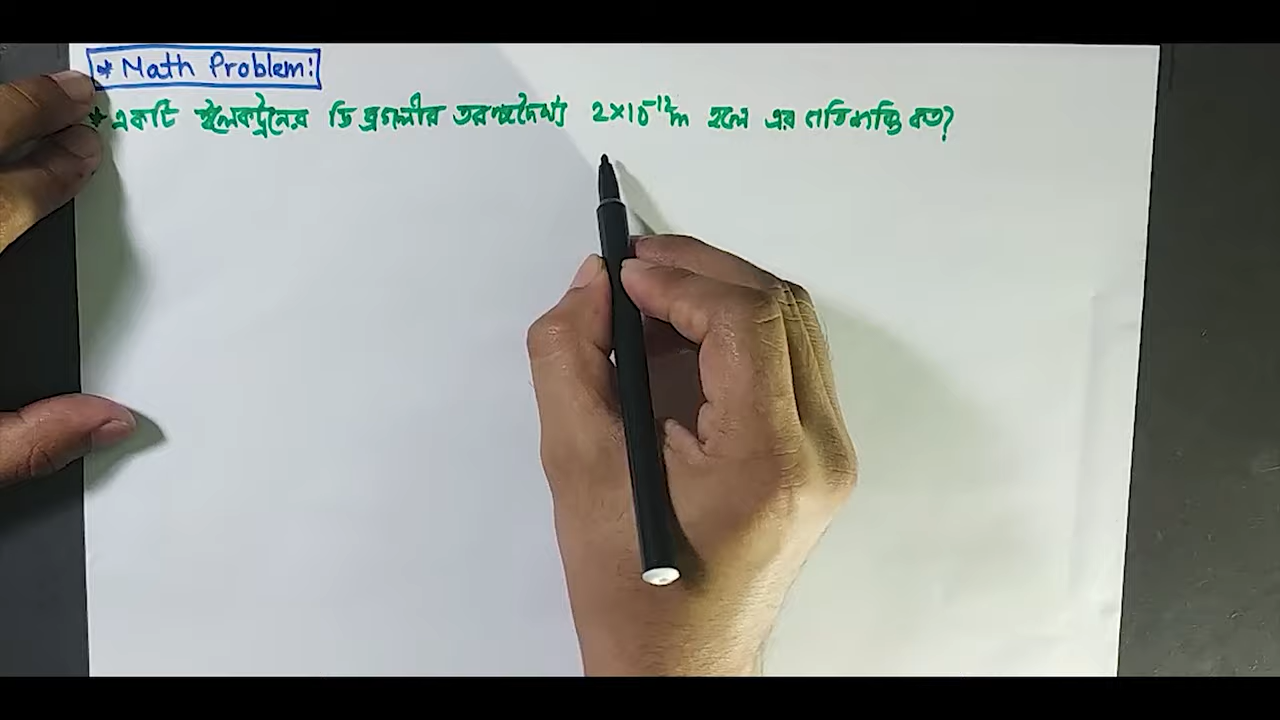 * Math Problem:
* একটি ইলেকট্রনের ডি ব্রগলীর তরঙ্গদৈর্ঘ্য 2×10⁻¹²m হলে এর গতিশক্তি কত?